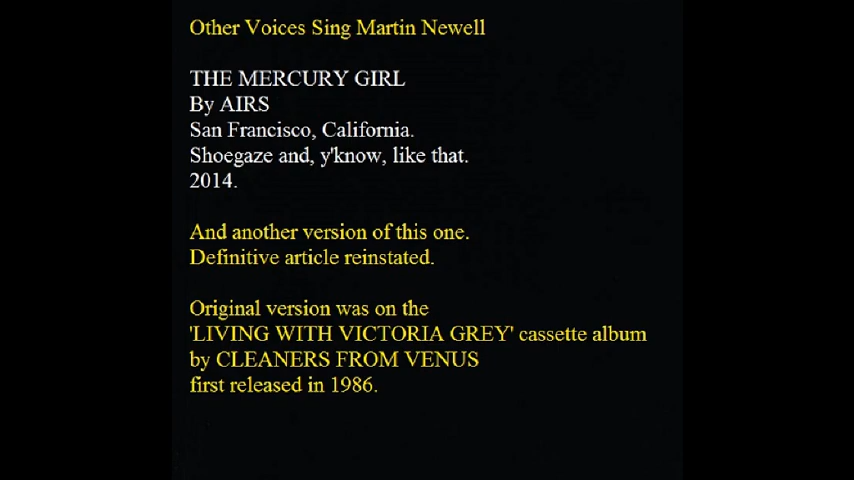 Other Voices Sing Martin Newell
THE MERCURY GIRL
By AIRS
San Francisco, California.
Shoegaze and, y'know, like that.
2014.
And another version of this one.
Definitive article reinstated.
Original version was on the
'LIVING WITH VICTORIA GREY' cassette album
by CLEANERS FROM VENUS
first released in 1986.